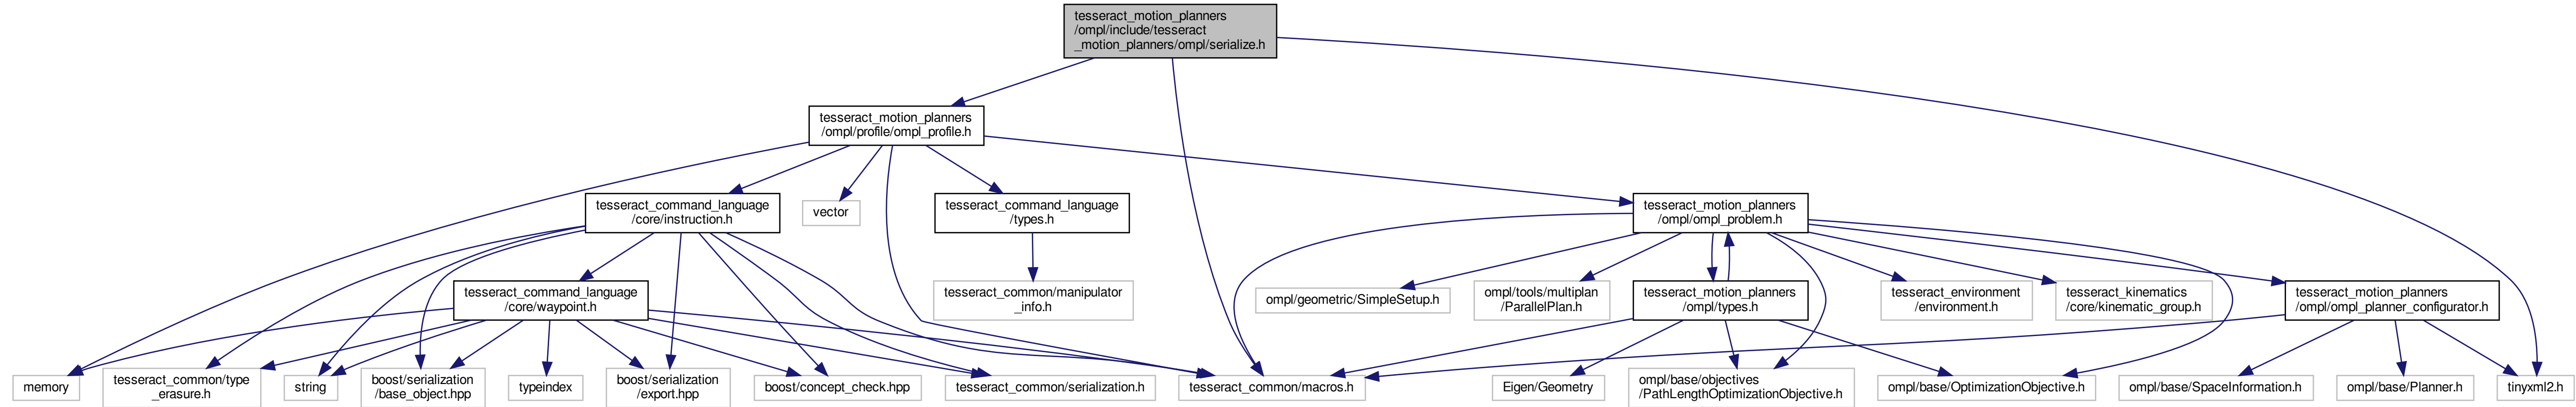 tesseract_motion_planners
/ompl/include/tesseract
_motion_planners/ompl/serialize.h
tesseract_motion_planners
/ompl/profile/ompl_profile.h
tesseract_command_language
/core/instruction.h
vector
tesseract_command_language
/types.h
tesseract_motion_planners
/ompl/ompl_problem.h
tesseract_command_language
/core/waypoint.h
tesseract_common/manipulator
_info.h
ompl/geometric/SimpleSetup.h
ompl/tools/multiplan
/ParallelPlan.h
tesseract_motion_planners
/ompl/types.h
tesseract_environment
/environment.h
tesseract_kinematics
/core/kinematic_group.h
tesseract_motion_planners
/ompl/ompl_planner_configurator.h
memory
tesseract_common/type
_erasure.h
string
boost/serialization
/base_object.hpp
typeindex
boost/serialization
/export.hpp
boost/concept_check.hpp
tesseract_common/serialization.h
tesseract_common/macros.h
Eigen/Geometry
ompl/base/objectives
/PathLengthOptimizationObjective.h
ompl/base/OptimizationObjective.h
ompl/base/SpaceInformation.h
ompl/base/Planner.h
tinyxml2.h